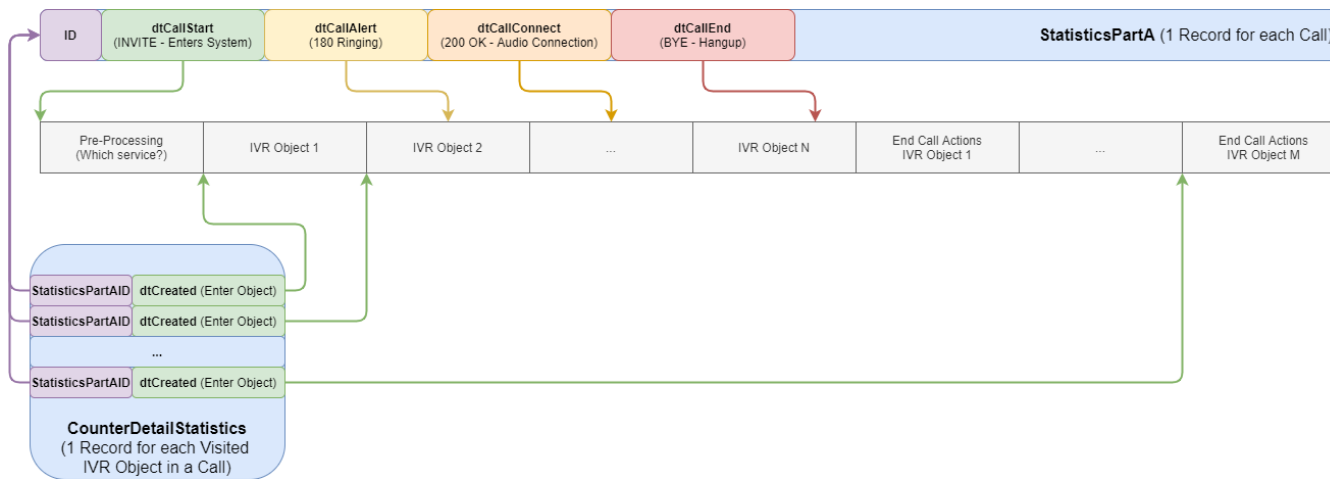 ID
dtCallStart
(INVITE - Enters System)
dtCallAlert
(180 Ringing)
dtCallConnect
(200 OK - Audio Connection)
dtCallEnd
(BYE - Hangup)
StatisticsPartA (1 Record for each Call)
Pre-Processing
(Which service?)
IVR Object 1
IVR Object 2
...
IVR Object N
End Call Actions
IVR Object 1
...
End Call Actions
IVR Object M
StatisticsPartAID dtCreated (Enter Object)
StatisticsPartAID dtCreated (Enter Object)
...
StatisticsPartAID dtCreated (Enter Object)
CounterDetailStatistics
(1 Record for each Visited
IVR Object in a Call)